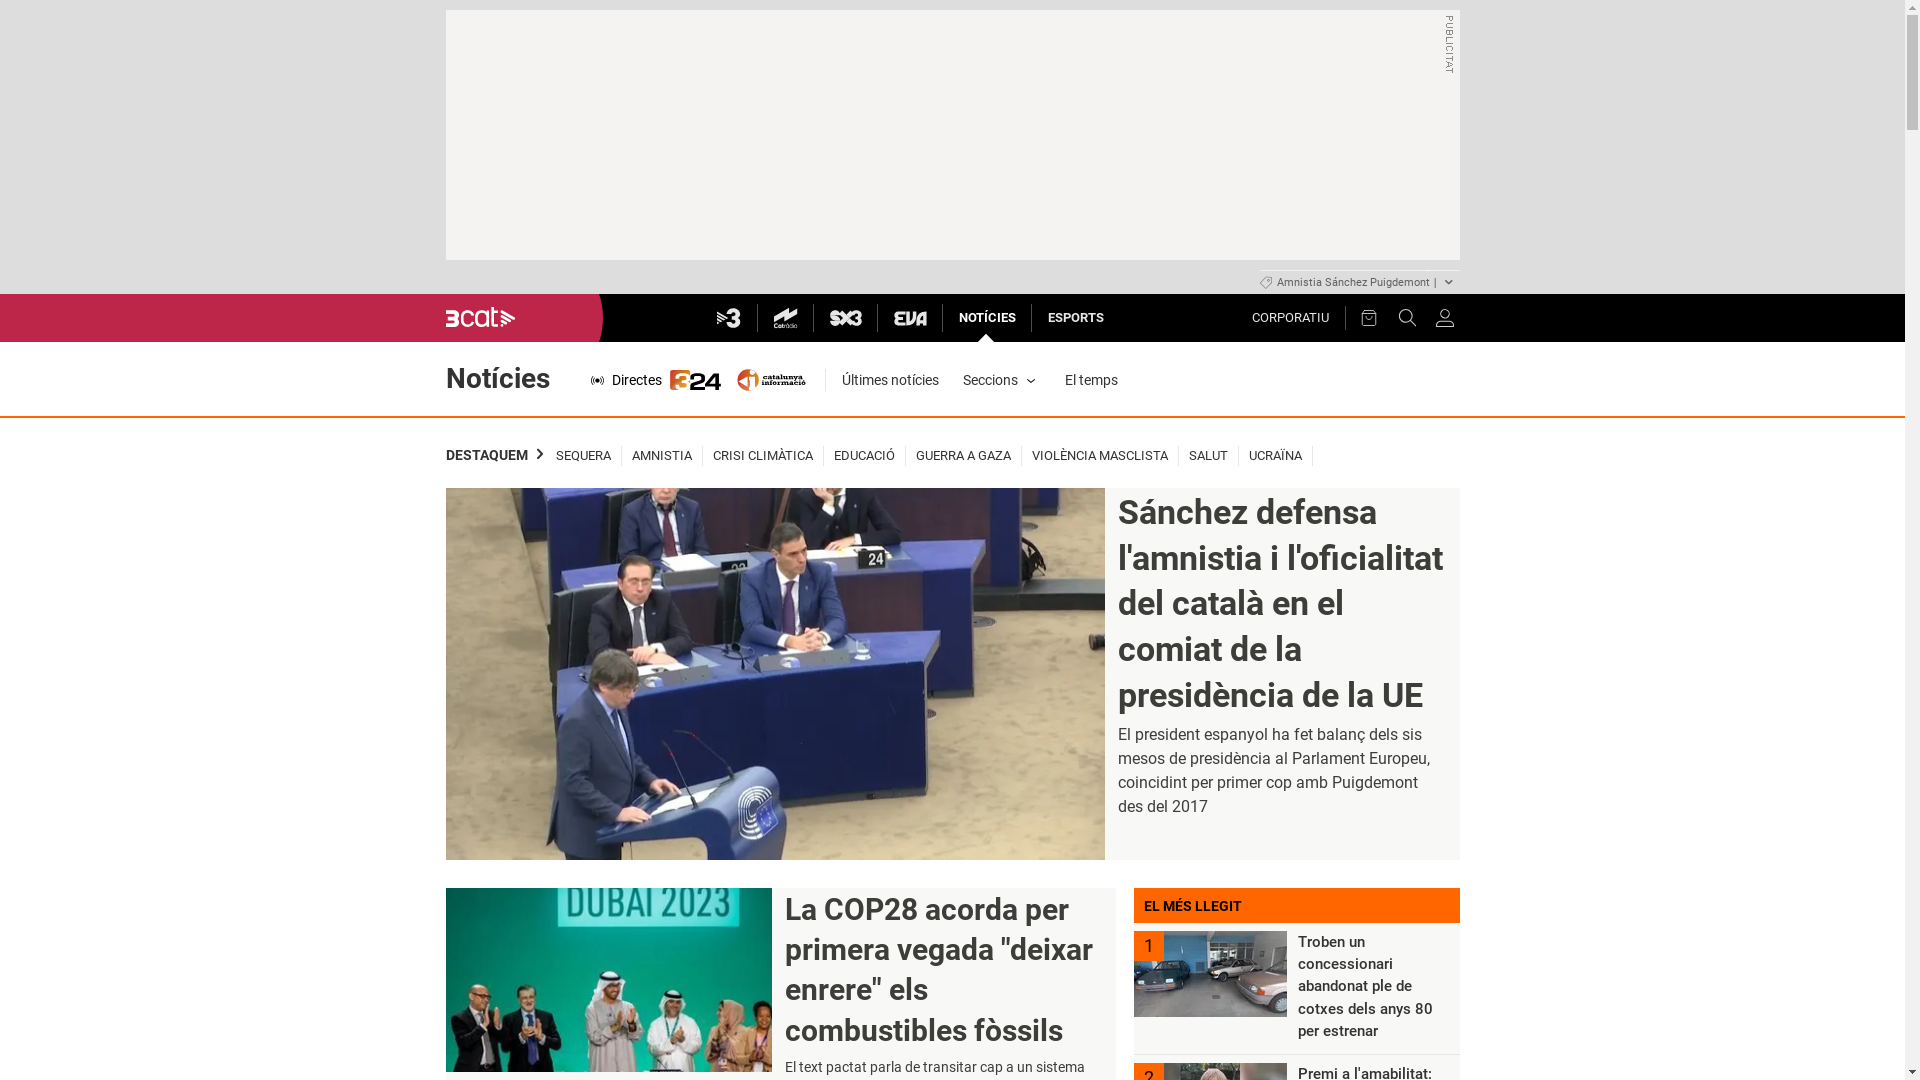 PUBLICITAT
Amnistia Sánchez Puigdemont |
3cat
3
Catràdio
SX3
EVA
NOTÍCIES
ESPORTS
CORPORATIU
Notícies
Directes
324
catalunya
informació
Últimes notícies
Seccions
El temps
DESTAQUEM
SEQUERA
AMNISTIA
CRISI CLIMÀTICA
EDUCACIÓ
GUERRA A GAZA
VIOLÈNCIA MASCLISTA
SALUT
UCRAÏNA
24
Sánchez defensa
l'amnistia i l'oficialitat
del català en el
comiat de la
presidència de la UE
El president espanyol ha fet balanç dels sis
mesos de presidència al Parlament Europeu,
coincidint per primer cop amb Puigdemont
des del 2017
DUBAI 2023
La COP28 acorda per
primera vegada "deixar
enrere" els
combustibles fòssils
El text pactat parla de transitar cap a un sistema
EL MÉS LLEGIT
1
Troben un
concessionari
abandonat ple de
cotxes dels anys 80
per estrenar
2
Premi a l'amabilitat: